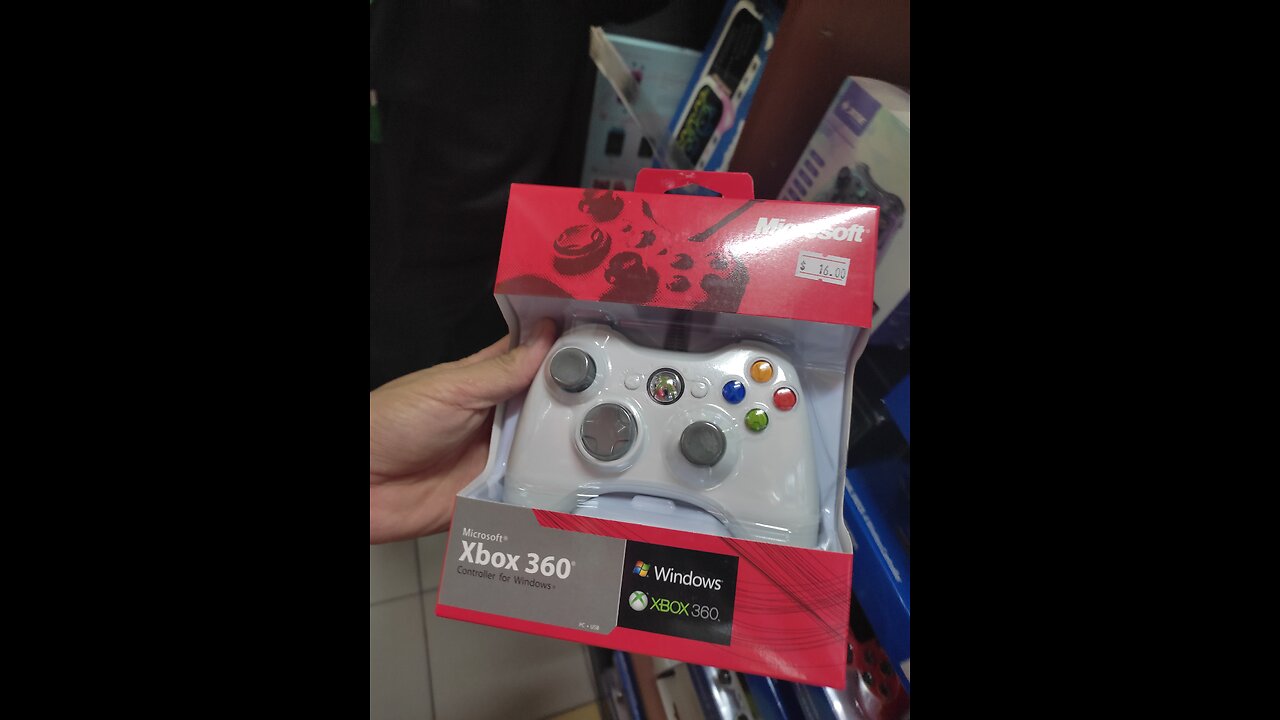 Microsoft®
$ 16.00
Microsoft®
Xbox 360®
Controller for Windows®
PC • USB
Windows®
XBOX 360®